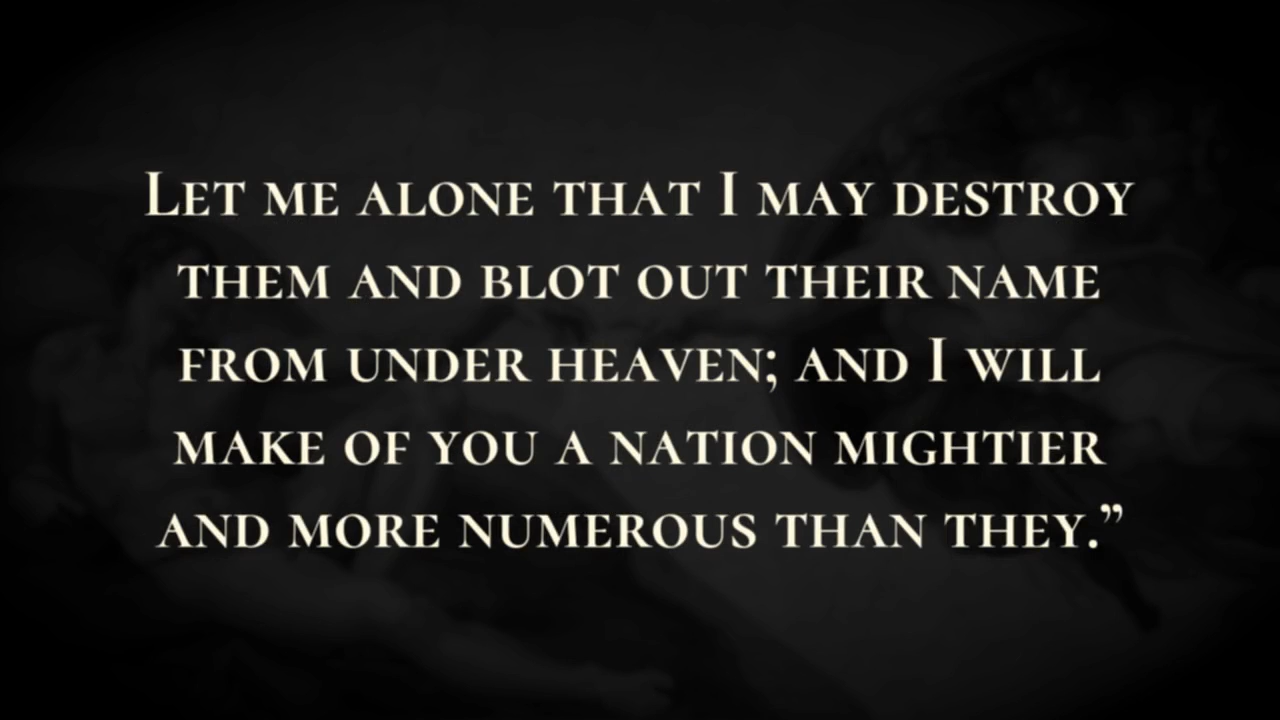 Let me alone that I may destroy
them and blot out their name
from under heaven; and I will
make of you a nation mightier
and more numerous than they.”